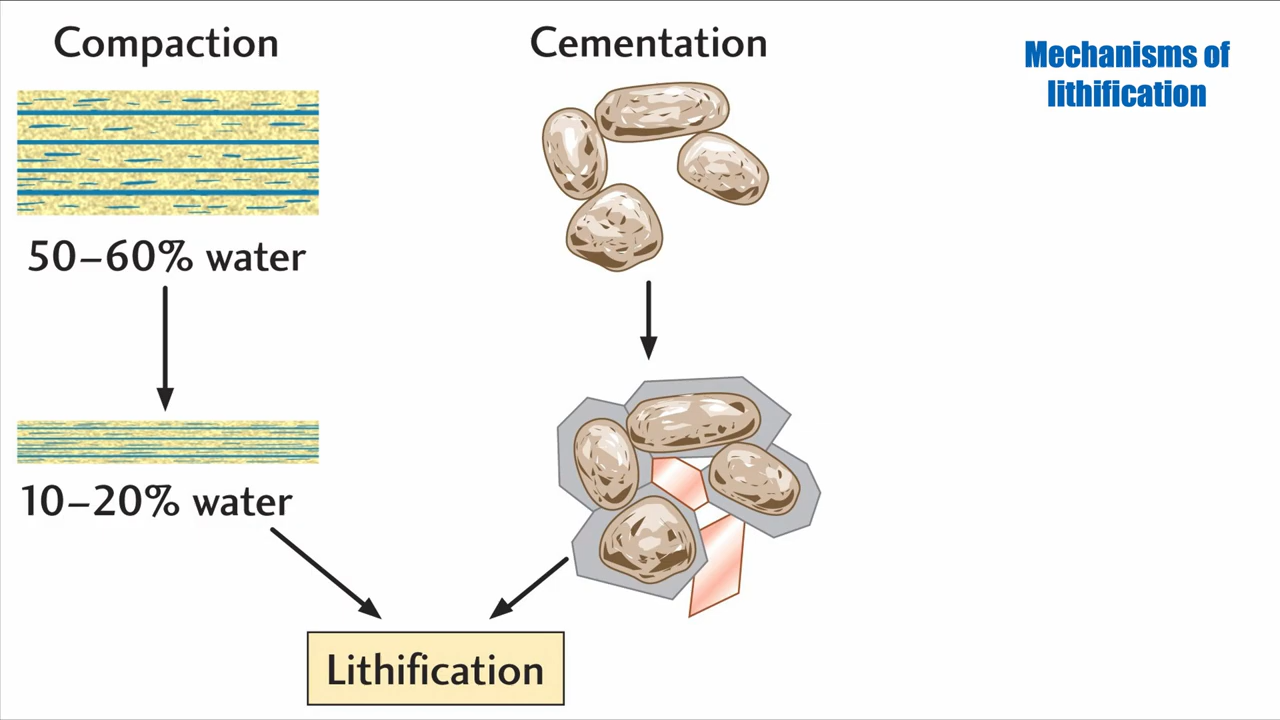 Compaction
50–60% water
10–20% water
Cementation
Lithification
Mechanisms of
lithification